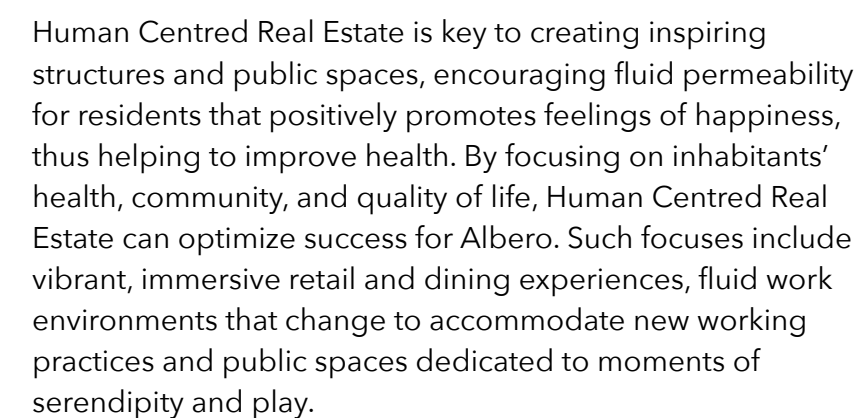 Human Centred Real Estate is key to creating inspiring
structures and public spaces, encouraging fluid permeability
for residents that positively promotes feelings of happiness,
thus helping to improve health. By focusing on inhabitants’
health, community, and quality of life, Human Centred Real
Estate can optimize success for Albero. Such focuses include
vibrant, immersive retail and dining experiences, fluid work
environments that change to accommodate new working
practices and public spaces dedicated to moments of
serendipity and play.